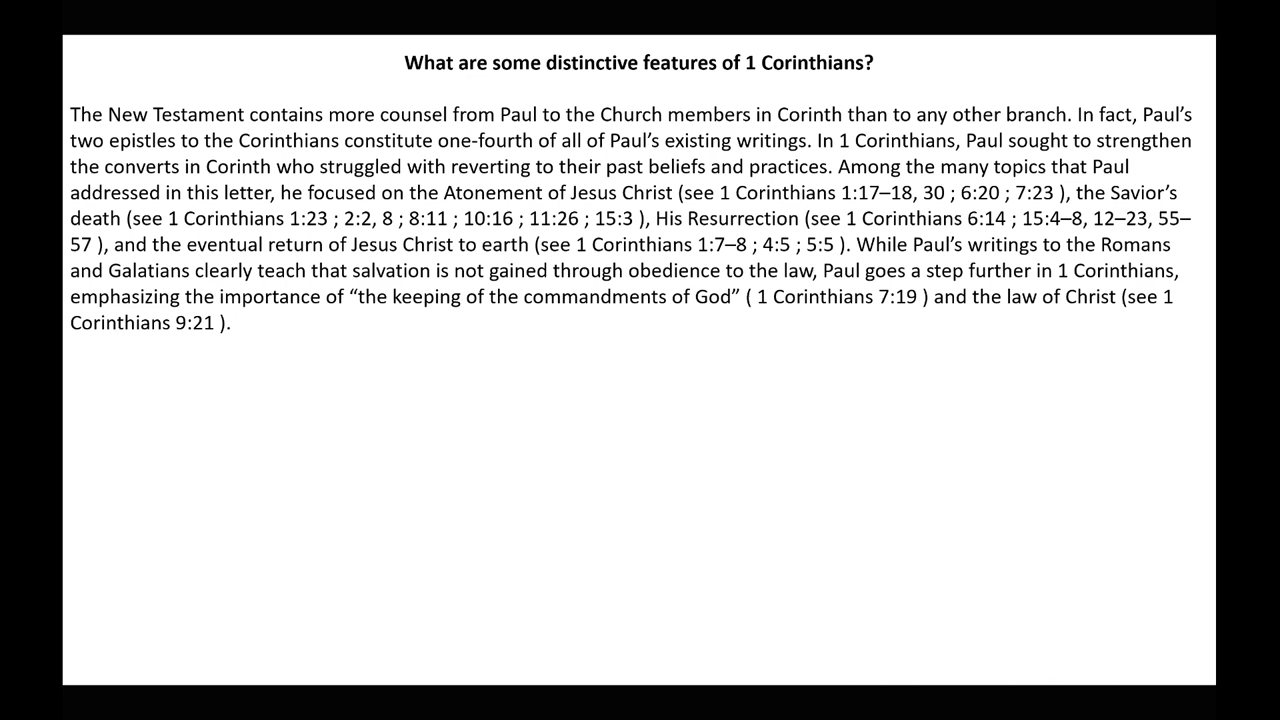 What are some distinctive features of 1 Corinthians?
The New Testament contains more counsel from Paul to the Church members in Corinth than to any other branch. In fact, Paul’s
two epistles to the Corinthians constitute one-fourth of all of Paul’s existing writings. In 1 Corinthians, Paul sought to strengthen
the converts in Corinth who struggled with reverting to their past beliefs and practices. Among the many topics that Paul
addressed in this letter, he focused on the Atonement of Jesus Christ (see 1 Corinthians 1:17–18, 30 ; 6:20 ; 7:23 ), the Savior’s
death (see 1 Corinthians 1:23 ; 2:2, 8 ; 8:11 ; 10:16 ; 11:26 ; 15:3 ), His Resurrection (see 1 Corinthians 6:14 ; 15:4–8, 12–23, 55–
57 ), and the eventual return of Jesus Christ to earth (see 1 Corinthians 1:7–8 ; 4:5 ; 5:5 ). While Paul’s writings to the Romans
and Galatians clearly teach that salvation is not gained through obedience to the law, Paul goes a step further in 1 Corinthians,
emphasizing the importance of “the keeping of the commandments of God” ( 1 Corinthians 7:19 ) and the law of Christ (see 1
Corinthians 9:21 ).